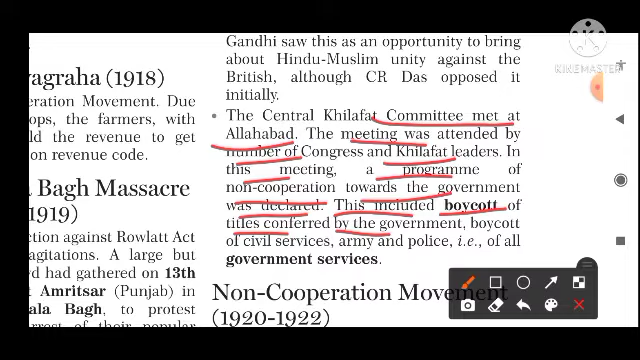 yagraha (1918)
eration Movement. Due
ops, the farmers, with
ld the revenue to get
on revenue code.
Bagh Massacre
1919)
ction against Rowlatt Act
agitations. A large but
d had gathered on 13th
Amritsar (Punjab) in
ala Bagh, to protest
rrest of their popular
Gandhi saw this as an opportunity to bring
about Hindu-Muslim unity against the
British, although CR Das opposed it
initially.
• The Central Khilafat Committee met at
Allahabad. The meeting was attended by
number of Congress and Khilafat leaders. In
this meeting, a programme of
non-cooperation towards the government
was declared. This included boycott of
titles conferred by the government, boycott
of civil services, army and police, i.e., of all
government services.
Non-Cooperation Movement
(1920-1922)
KINEMASTER